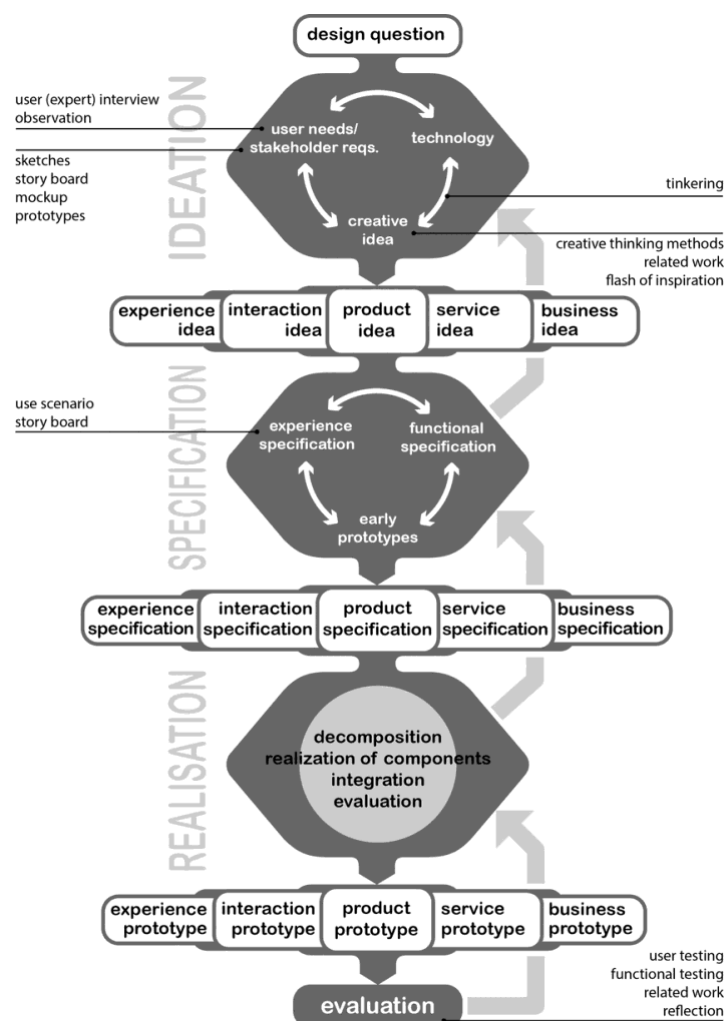 design question
IDEATION
user (expert) interview
observation
sketches
story board
mockup
prototypes
user needs/
stakeholder reqs.
technology
creative
idea
tinkering
creative thinking methods
related work
flash of inspiration
experience
idea
interaction
idea
product
idea
service
idea
business
idea
SPECIFICATION
use scenario
story board
experience
specification
functional
specification
early
prototypes
experience
specification
interaction
specification
product
specification
service
specification
business
specification
REALISATION
decomposition
realization of components
integration
evaluation
experience
prototype
interaction
prototype
product
prototype
service
prototype
business
prototype
evaluation
user testing
functional testing
related work
reflection